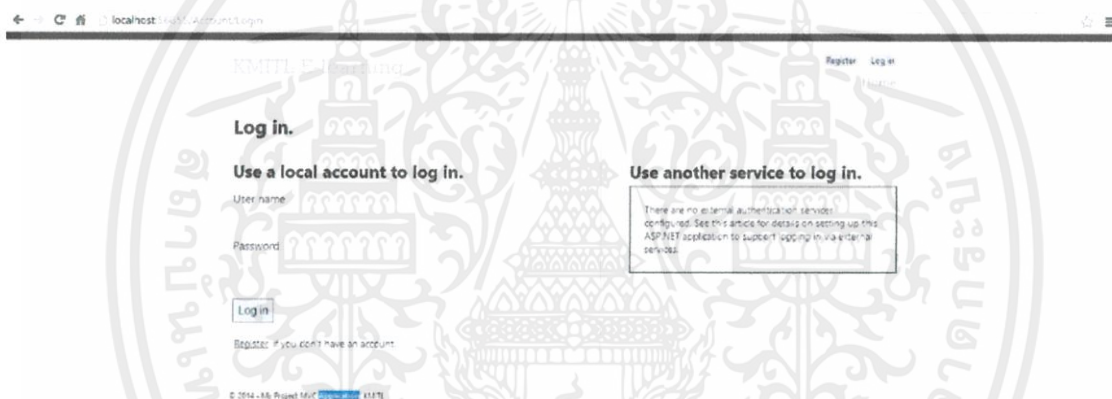 localhost:    /Account/Login
KMITL E-learning
Register Log in
Home
Log in.
Use a local account to log in.
User name
Password
Log in
Register if you don't have an account.
Use another service to log in.
There are no external authentication services
configured. See this article for details on setting up this
ASP.NET application to support logging in via external
services.
© 2014 - My Project MVC Application KMITL